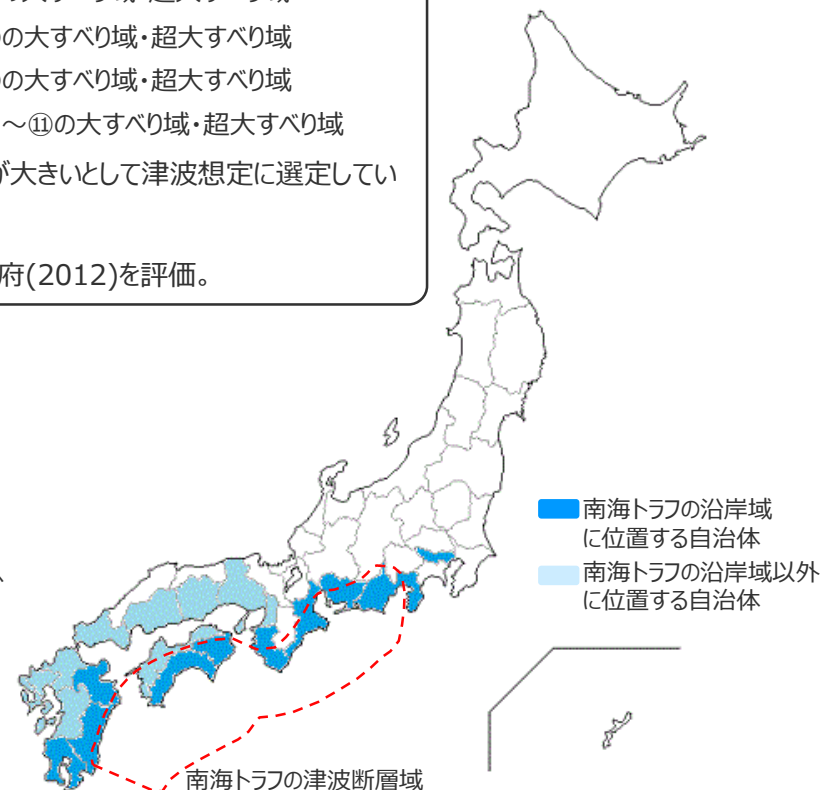 の大すべり域・超大すべり域
の大すべり域・超大すべり域
～⑪の大すべり域・超大すべり域
が大きいとして津波想定に選定してい
府(2012)を評価。
南海トラフの沿岸域
に位置する自治体
南海トラフの沿岸域以外
に位置する自治体
南海トラフの津波断層域